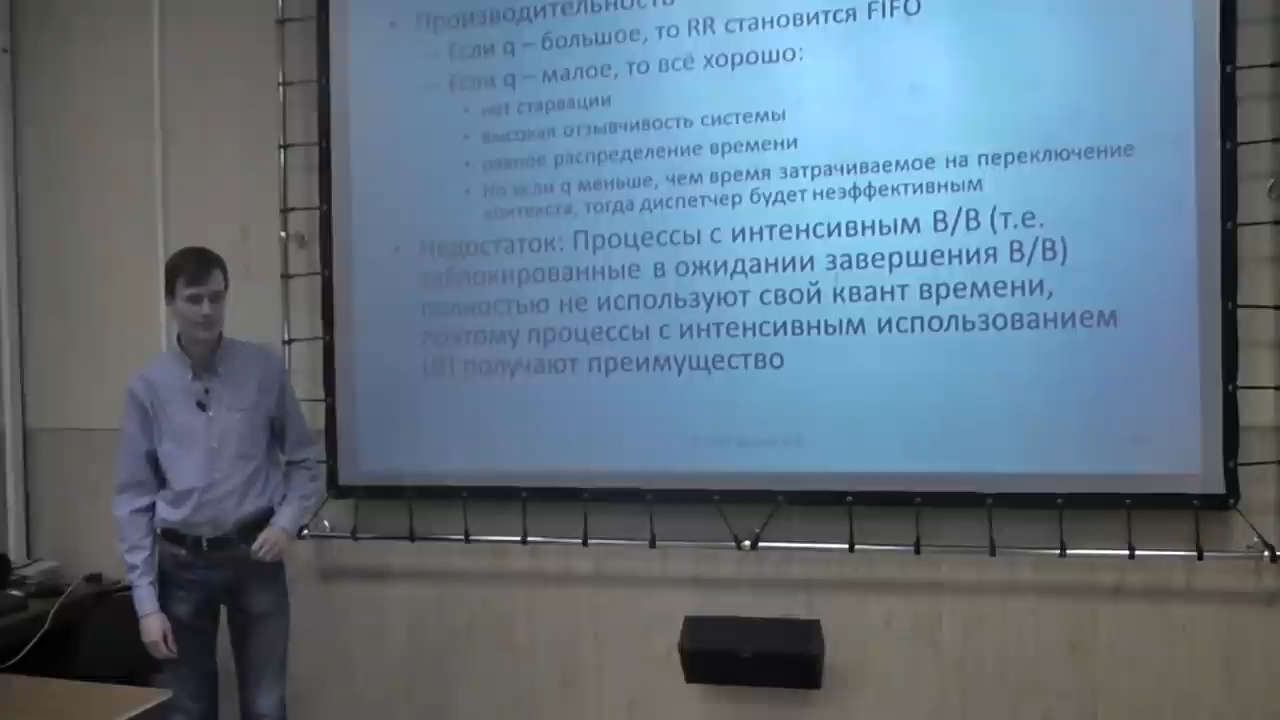 Производительность
Если q – большое, то RR становится FIFO
Если q – малое, то всё хорошо:
нет старвации
высокая отзывчивость системы
равное распределение времени
Но если q меньше, чем время затрачиваемое на переключение
контекста, тогда диспетчер будет неэффективным
Недостаток: Процессы с интенсивным В/В (т.е.
заблокированные в ожидании завершения В/В)
полностью не используют свой квант времени,
поэтому процессы с интенсивным использованием
ЦП получают преимущество